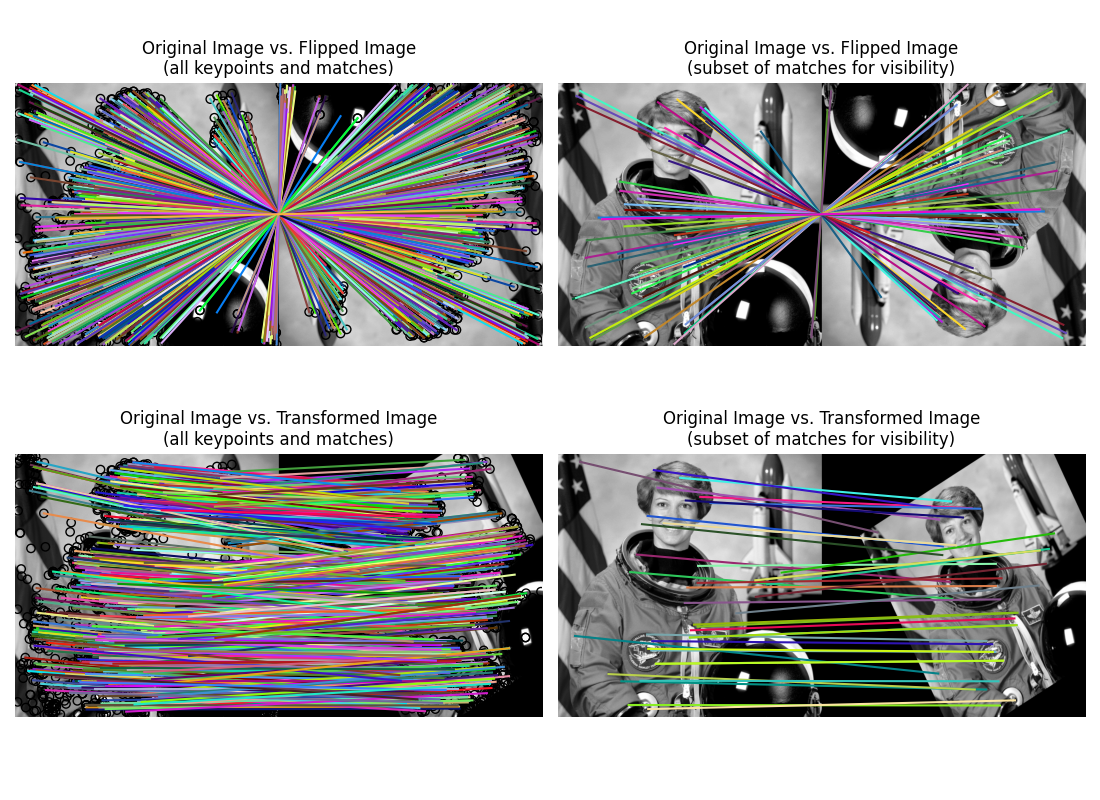 Original Image vs. Flipped Image
(all keypoints and matches)
Original Image vs. Flipped Image
(subset of matches for visibility)
Original Image vs. Transformed Image
(all keypoints and matches)
Original Image vs. Transformed Image
(subset of matches for visibility)